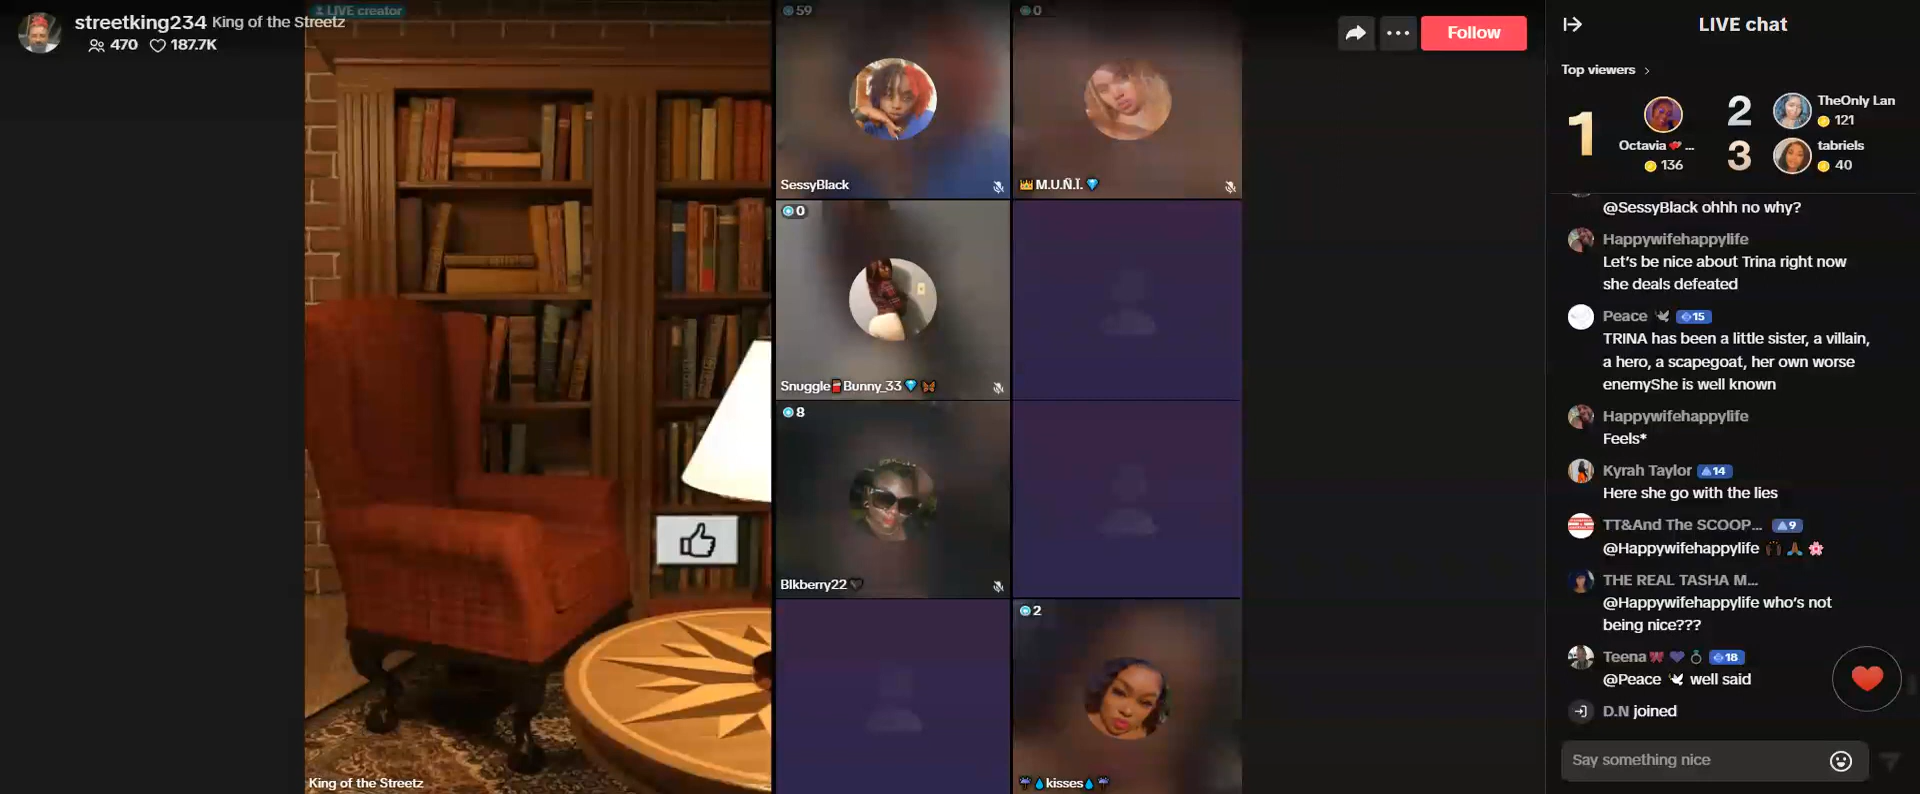 streetking234 King of the Streetz
470 187.7K
LIVE creator
59
SessyBlack
0
M.U.Ñ.Ï.
0
Snuggle Bunny_33
8
Blkberry22
2
kisses
King of the Streetz
Follow
LIVE chat
Top viewers >
1
Octavia ...
136
2
TheOnly Lan
121
3
tabriels
40
@SessyBlack ohhh no why?
Happywifehappylife
Let's be nice about Trina right now
she deals defeated
Peace 15
TRINA has been a little sister, a villain,
a hero, a scapegoat, her own worse
enemyShe is well known
Happywifehappylife
Feels*
Kyrah Taylor 14
Here she go with the lies
TT&And The SCOOP... 9
@Happywifehappylife
THE REAL TASHA M...
@Happywifehappylife who's not
being nice???
Teena 18
@Peace well said
D.N joined
Say something nice